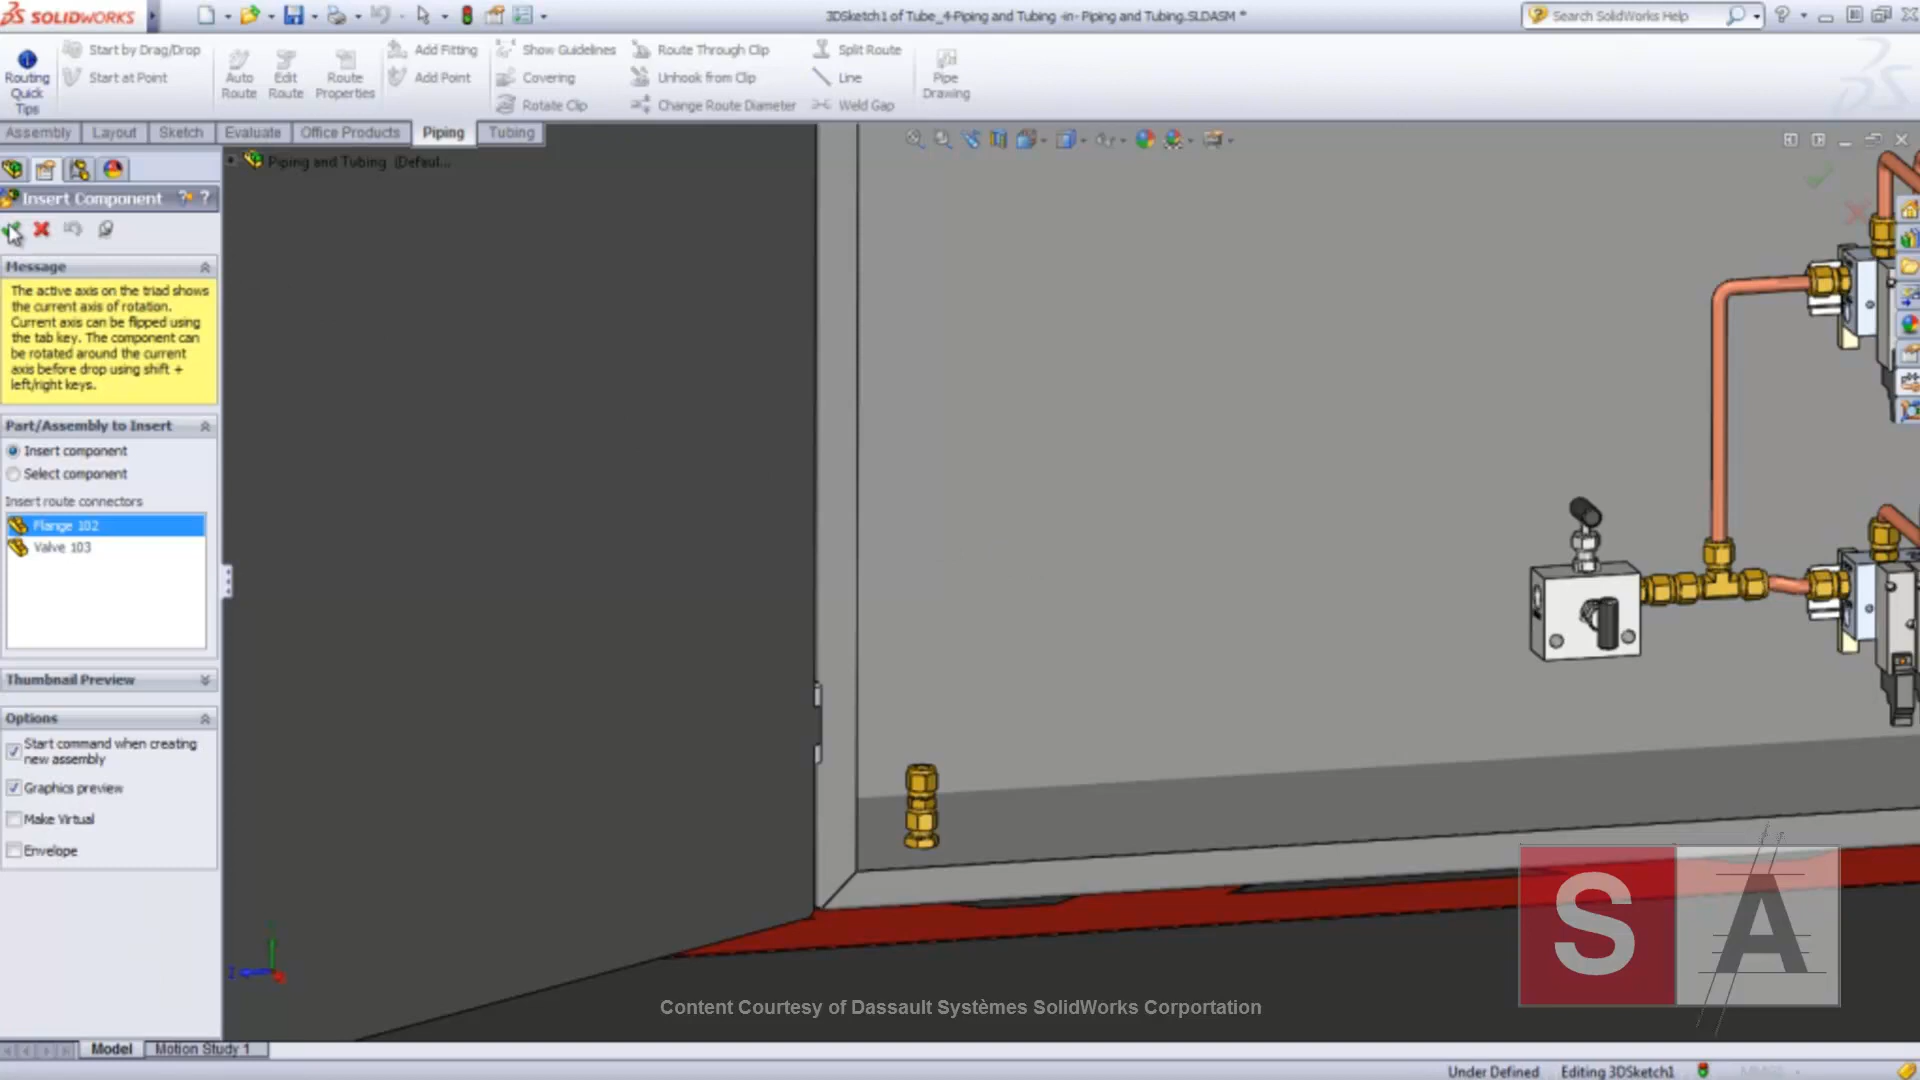 SOLIDWORKS
3DSketch1 of Tube_4-Piping and Tubing -in- Piping and Tubing.SLDASM *
Search SolidWorks Help
Routing Quick Tips
Start by Drag/Drop
Start at Point
Auto Route
Edit Route
Route Properties
Add Fitting
Add Point
Show Guidelines
Covering
Rotate Clip
Route Through Clip
Unhook from Clip
Change Route Diameter
Split Route
Line
Weld Gap
Pipe Drawing
Assembly
Layout
Sketch
Evaluate
Office Products
Piping
Tubing
Piping and Tubing (Defaul...
Insert Component
Message
The active axis on the triad shows
the current axis of rotation.
Current axis can be flipped using
the tab key. The component can
be rotated around the current
axis before drop using shift +
left/right keys.
Part/Assembly to Insert
Insert component
Select component
Insert route connectors
Flange 102
Valve 103
Thumbnail Preview
Options
Start command when creating
new assembly
Graphics preview
Make Virtual
Envelope
SA
Content Courtesy of Dassault Systèmes SolidWorks Corporation
Model
Motion Study 1
Under Defined
Editing 3DSketch1